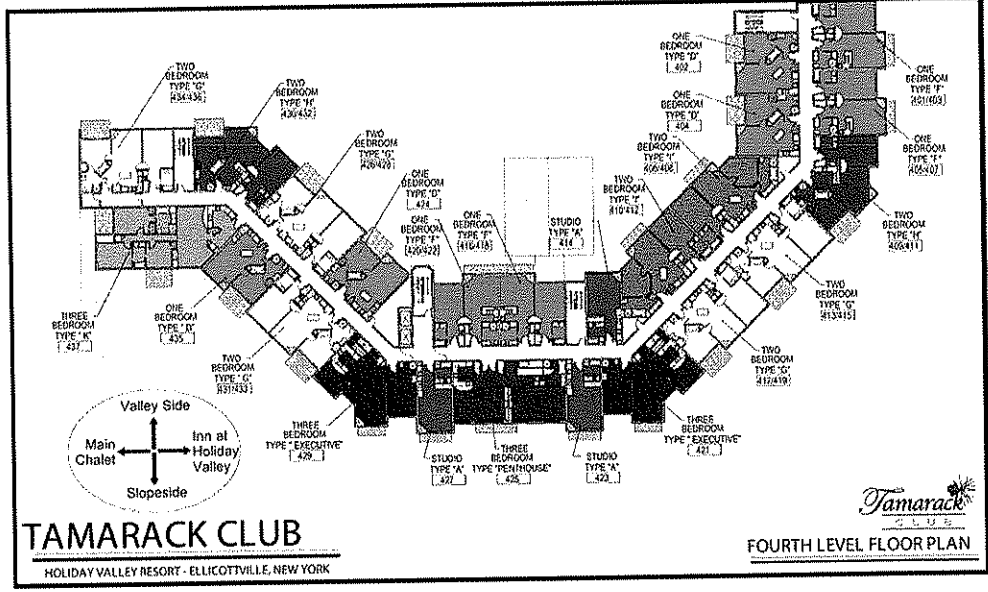 ONE
BEDROOM
TYPE "D"
402
TWO
BEDROOM
TYPE "G"
434/436
TWO
BEDROOM
TYPE "H"
430/432
ONE
BEDROOM
TYPE "F"
401/403
ONE
BEDROOM
TYPE "D"
404
TWO
BEDROOM
TYPE "G"
426/428
TWO
BEDROOM
TYPE "I"
406/408
ONE
BEDROOM
TYPE "F"
405/407
ONE
BEDROOM
TYPE "D"
424
TWO
BEDROOM
TYPE "I"
410/412
ONE
BEDROOM
TYPE "F"
420/422
ONE
BEDROOM
TYPE "F"
416/418
STUDIO
TYPE "A"
414
TWO
BEDROOM
TYPE "H"
409/411
TWO
BEDROOM
TYPE "G"
413/415
THREE
BEDROOM
TYPE "K"
437
ONE
BEDROOM
TYPE "D"
435
TWO
BEDROOM
TYPE "G"
431/433
TWO
BEDROOM
TYPE "G"
THREE
BEDROOM
TYPE "EXECUTIVE"
429
STUDIO
TYPE "A"
427
THREE
BEDROOM
TYPE "PENTHOUSE"
425
STUDIO
TYPE "A"
423
THREE
BEDROOM
TYPE "EXECUTIVE"
421
Valley Side
Main
Chalet
Inn at
Holiday
Valley
Slopeside
TAMARACK CLUB
HOLIDAY VALLEY RESORT - ELLICOTTVILLE, NEW YORK
Tamarack
CLUB
FOURTH LEVEL FLOOR PLAN